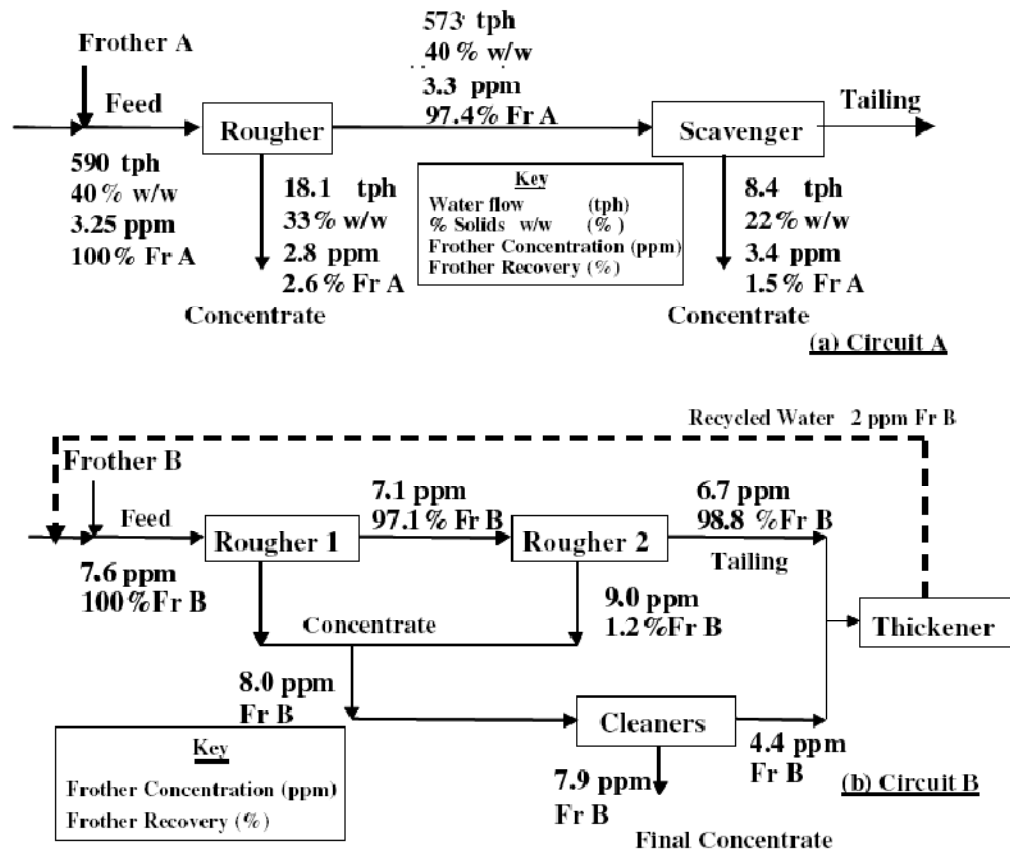 Frother A
Feed
590 tph
40% w/w
3.25 ppm
100% Fr A
Rougher
573 tph
40% w/w
3.3 ppm
97.4% Fr A
Scavenger
Tailing
18.1 tph
33% w/w
2.8 ppm
2.6% Fr A
Concentrate
Key
Water flow (tph)
% Solids w/w (%)
Frother Concentration (ppm)
Frother Recovery (%)
8.4 tph
22% w/w
3.4 ppm
1.5% Fr A
Concentrate
(a) Circuit A
Recycled Water 2 ppm Fr B
Frother B
Feed
7.6 ppm
100%Fr B
Rougher 1
7.1 ppm
97.1% Fr B
Rougher 2
6.7 ppm
98.8 %Fr B
Tailing
Thickener
Concentrate
9.0 ppm
1.2%Fr B
8.0 ppm
Fr B
Cleaners
4.4 ppm
Fr B
7.9 ppm
Fr B
Final Concentrate
Key
Frother Concentration (ppm)
Frother Recovery (%)
(b) Circuit B